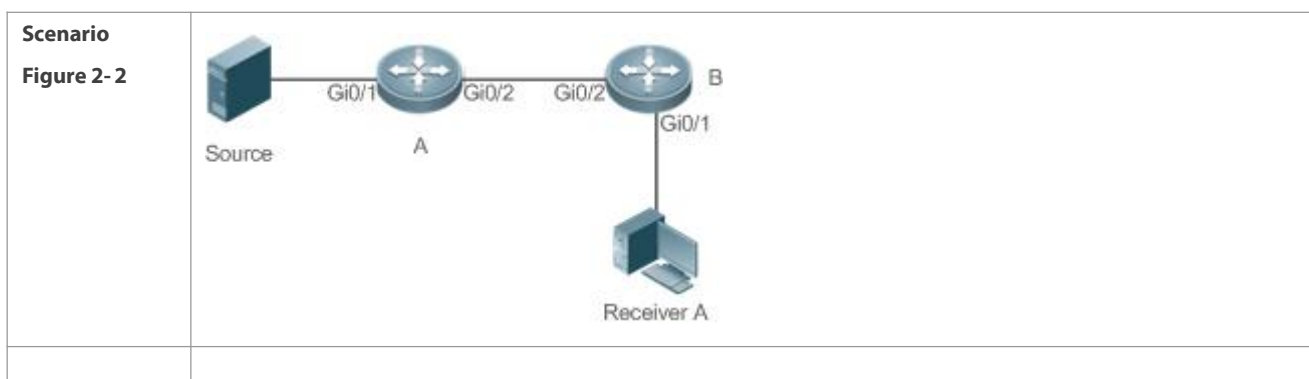 Scenario
Figure 2- 2
Gi0/1
Gi0/2
Gi0/2
B
Gi0/1
Source
A
Receiver A